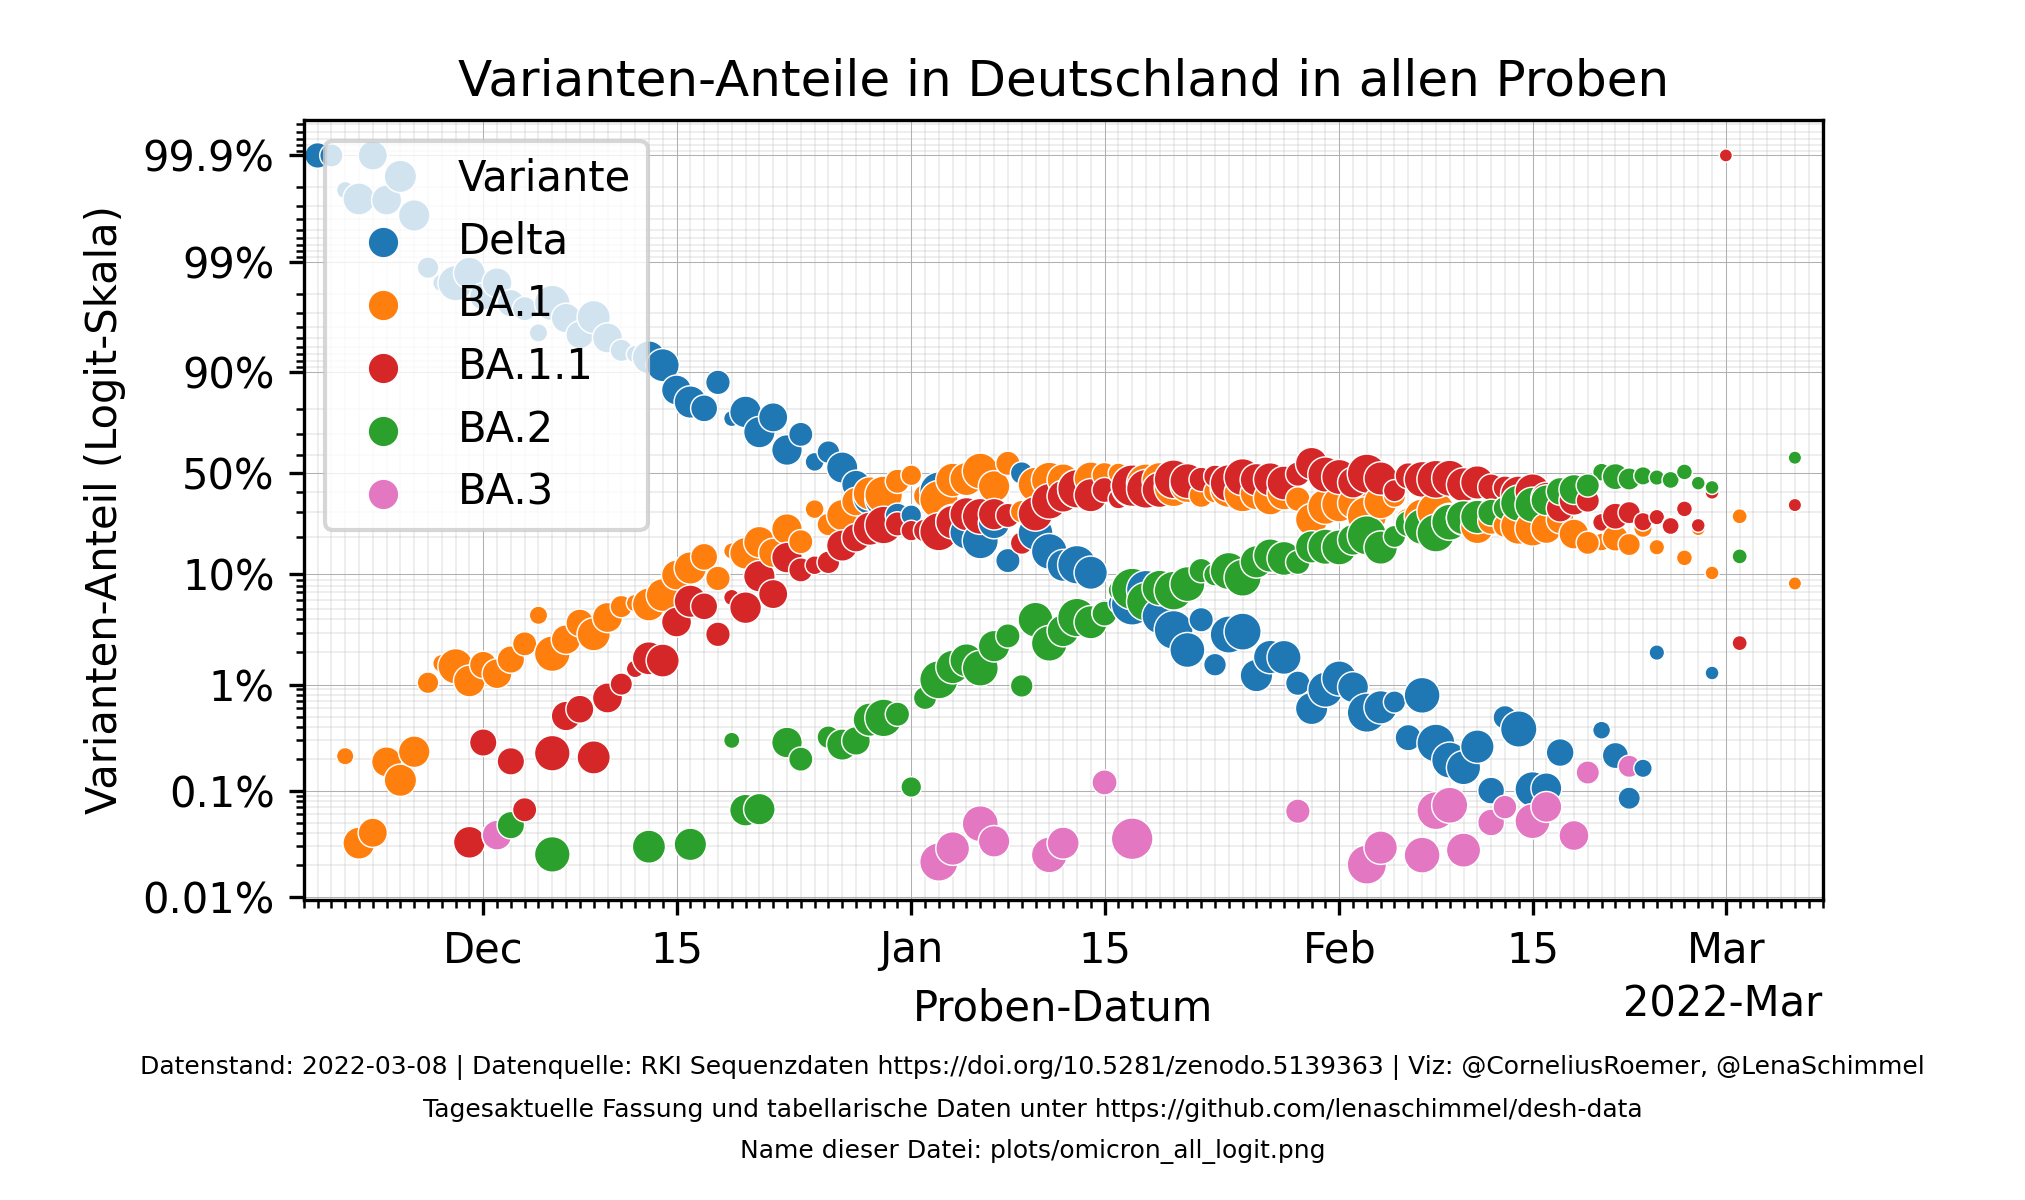 Varianten-Anteile in Deutschland in allen Proben
Varianten-Anteil (Logit-Skala)
99.9%
99%
90%
50%
10%
1%
0.1%
0.01%
Variante
Delta
BA.1
BA.1.1
BA.2
BA.3
Dec 15 Jan 15 Feb 15 Mar
2022-Mar
Proben-Datum
Datenstand: 2022-03-08 | Datenquelle: RKI Sequenzdaten https://doi.org/10.5281/zenodo.5139363 | Viz: @CorneliusRoemer, @LenaSchimmel
Tagesaktuelle Fassung und tabellarische Daten unter https://github.com/lenaschimmel/desh-data
Name dieser Datei: plots/omicron_all_logit.png